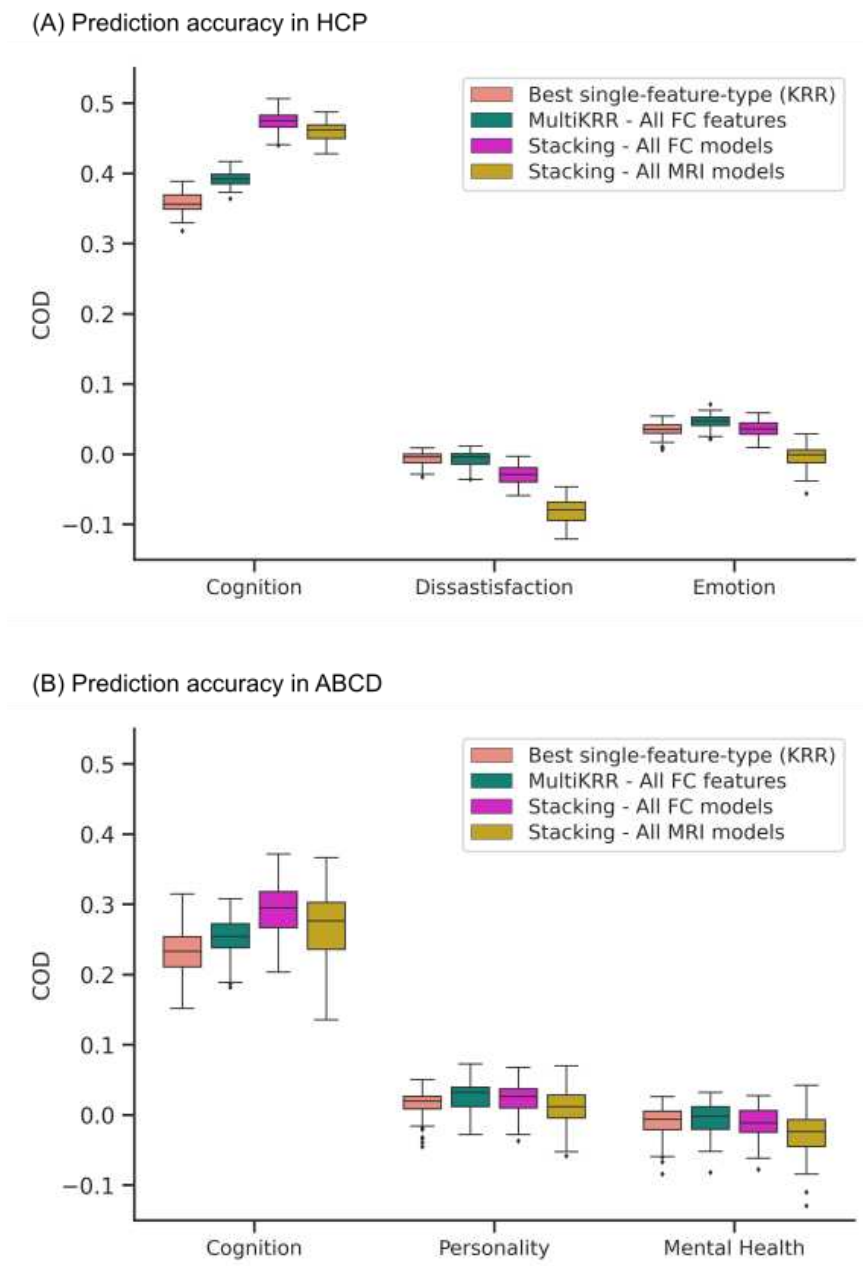 (A) Prediction accuracy in HCP
Best single-feature-type (KRR)
MultiKRR - All FC features
Stacking - All FC models
Stacking - All MRI models
0.5
0.4
0.3
0.2
0.1
0.0
−0.1
COD
Cognition
Dissastisfaction
Emotion
(B) Prediction accuracy in ABCD
Best single-feature-type (KRR)
MultiKRR - All FC features
Stacking - All FC models
Stacking - All MRI models
0.5
0.4
0.3
0.2
0.1
0.0
−0.1
COD
Cognition
Personality
Mental Health